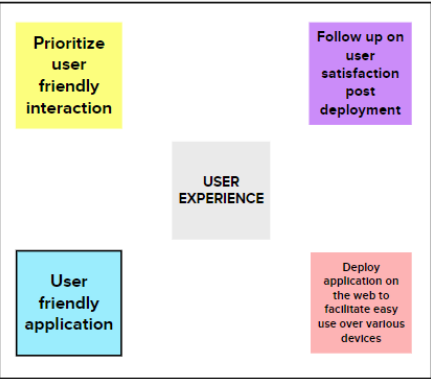 Prioritize
user
friendly
interaction
Follow up on
user
satisfaction
post
deployment
USER
EXPERIENCE
User
friendly
application
Deploy
application on
the web to
facilitate easy
use over various
devices